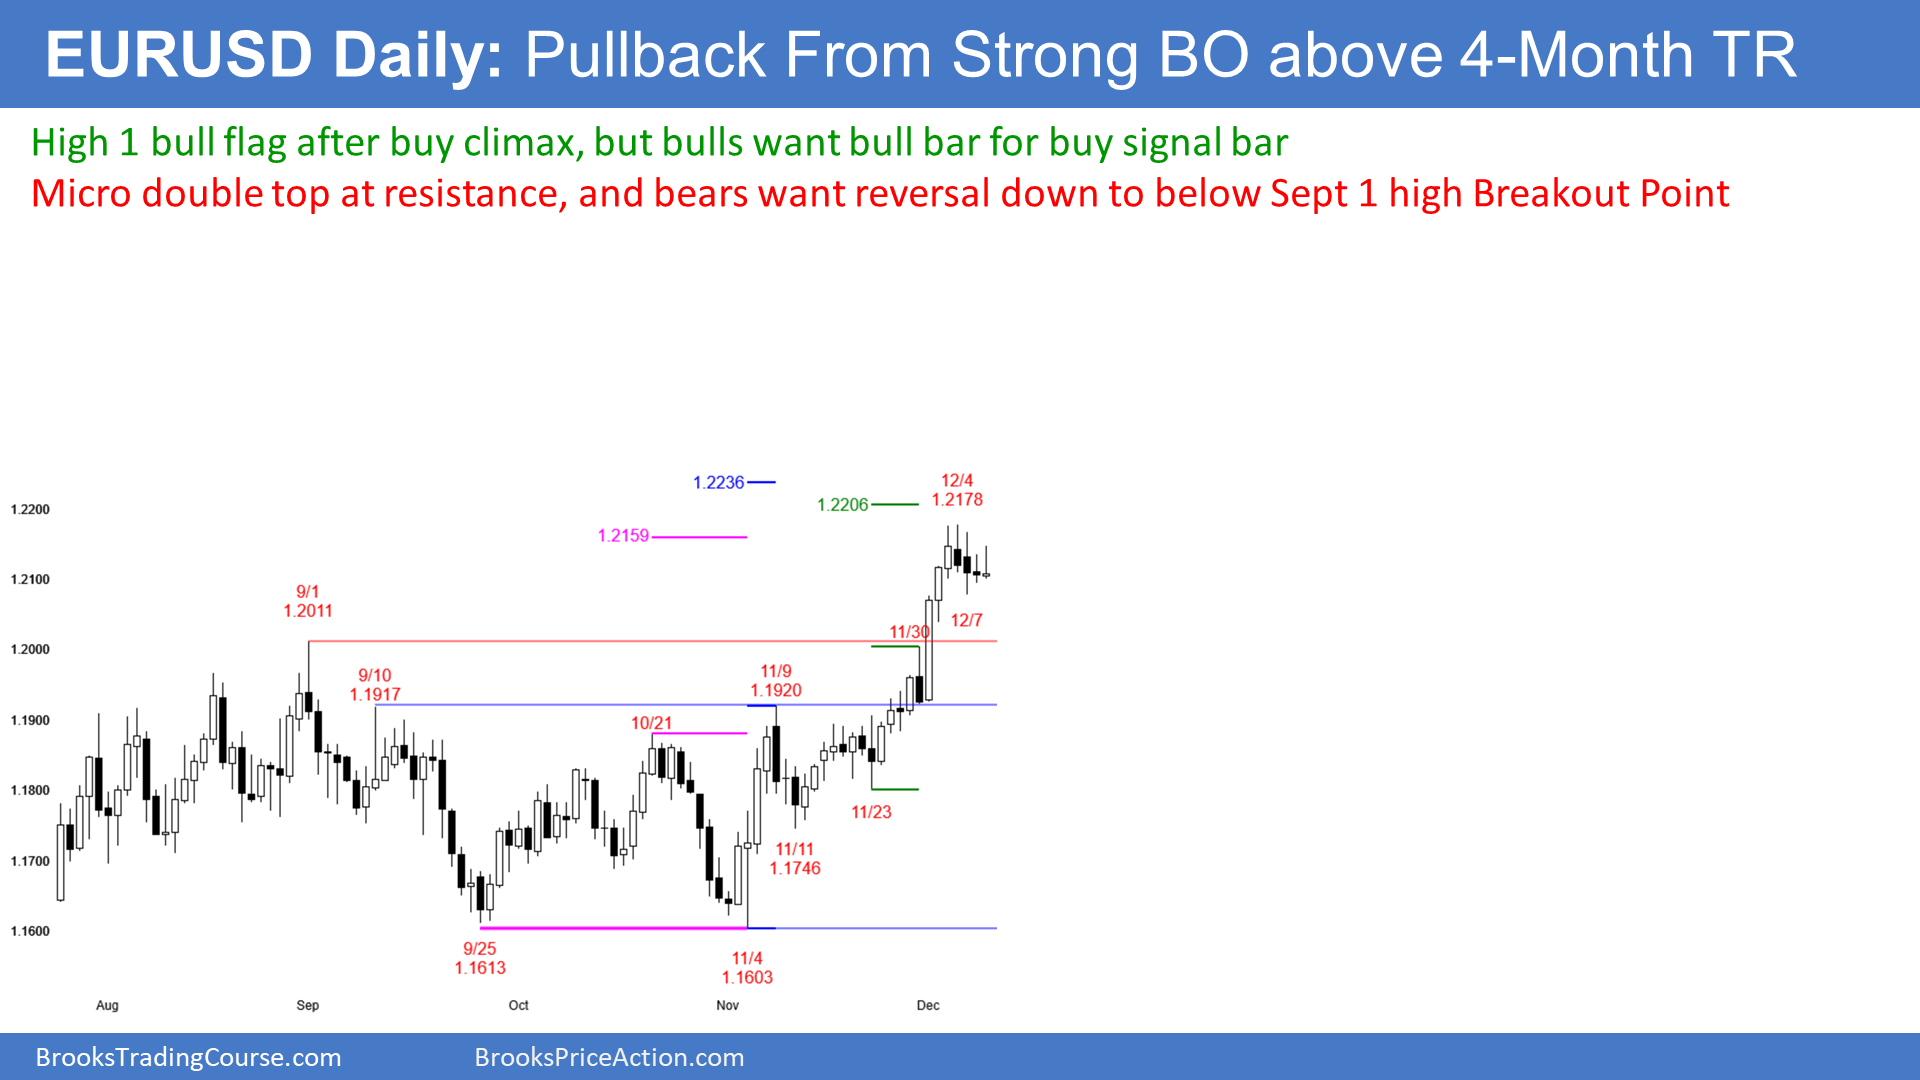 EURUSD Daily: Pullback From Strong BO above 4-Month TR
High 1 bull flag after buy climax, but bulls want bull bar for buy signal bar
Micro double top at resistance, and bears want reversal down to below Sept 1 high Breakout Point
1.2236
12/4
1.2178
1.2206
1.2200
1.2159
1.2100
9/1
1.2011
12/7
11/30
1.2000
9/10
1.1917
11/9
1.1920
10/21
1.1900
1.1800
11/23
11/11
1.1746
1.1700
1.1600
9/25
1.1613
11/4
1.1603
Aug
Sep
Oct
Nov
Dec
BrooksTradingCourse.com
BrooksPriceAction.com